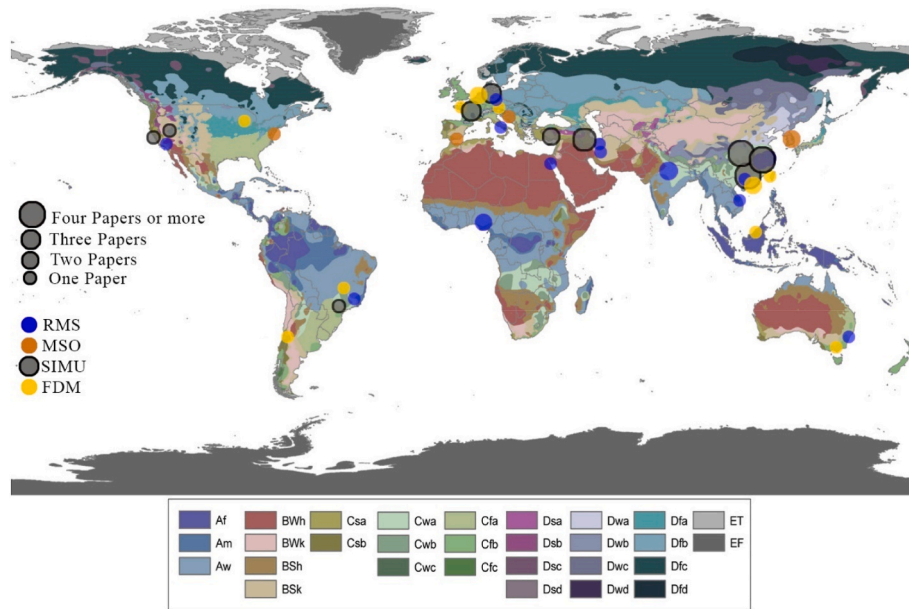 Four Papers or more
Three Papers
Two Papers
One Paper
RMS
MSO
SIMU
FDM
Af BWh Csa Cwa Cfa Dsa Dwa Dfa ET
Am BWk Csb Cwb Cfb Dsb Dwb Dfb EF
Aw BSh Cwc Cfc Dsc Dwc Dfc
BSk Dsd Dwd Dfd